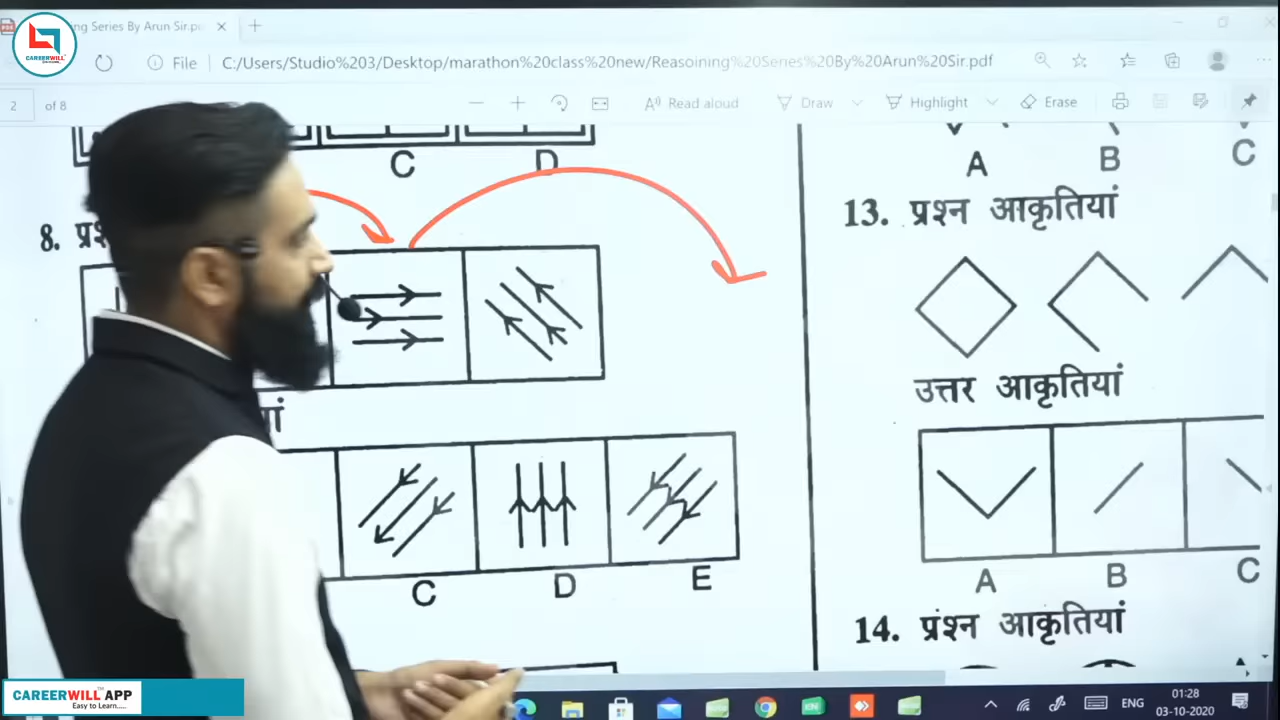 ng Series By Arun Sir.p
CAREERWILL
File C:/Users/Studio%203/Desktop/marathon%20class%20new/Reasoining%20Series%20By%20Arun%20Sir.pdf
2 of 8
Read aloud
Draw
Highlight
Erase
C D
8. प्रश्
C D E
A B C
13. प्रश्न आकृतियां
उत्तर आकृतियां
A B C
14. प्रश्न आकृतियां
CAREERWILL APP
Easy to Learn.....
ENG
01:28
03-10-2020